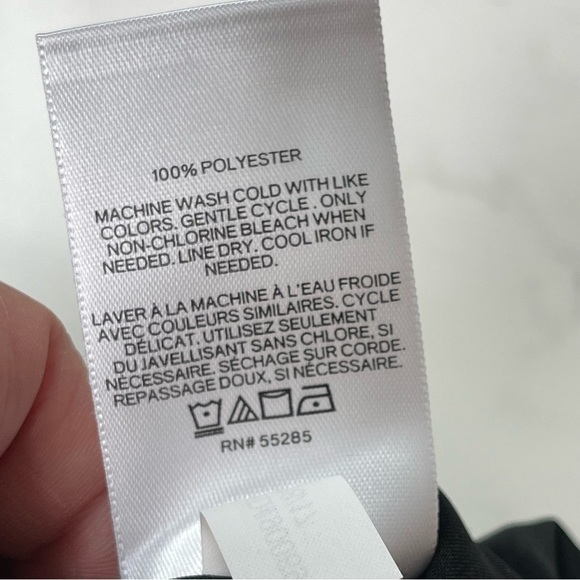 100% POLYESTER
MACHINE WASH COLD WITH LIKE
COLORS. GENTLE CYCLE . ONLY
NON-CHLORINE BLEACH WHEN
NEEDED. LINE DRY. COOL IRON IF
NEEDED.
LAVER À LA MACHINE À L'EAU FROIDE
AVEC COULEURS SIMILAIRES. CYCLE
DÉLICAT. UTILISEZ SEULEMENT
DU JAVELLISANT SANS CHLORE, SI
NÉCESSAIRE. SÉCHAGE SUR CORDE.
REPASSAGE DOUX, SI NÉCESSAIRE.
RN# 55285